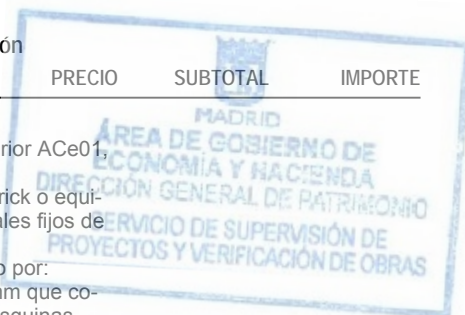 ón
PRECIO SUBTOTAL IMPORTE
MADRID
ÁREA DE GOBIERNO DE
rior ACe01,
ECONOMÍA Y HACIENDA
rick o equi-
DIRECCIÓN GENERAL DE PATRIMONIO
ales fijos de
SERVICIO DE SUPERVISIÓN DE
PROYECTOS Y VERIFICACIÓN DE OBRAS
o por:
m que co-
squinas